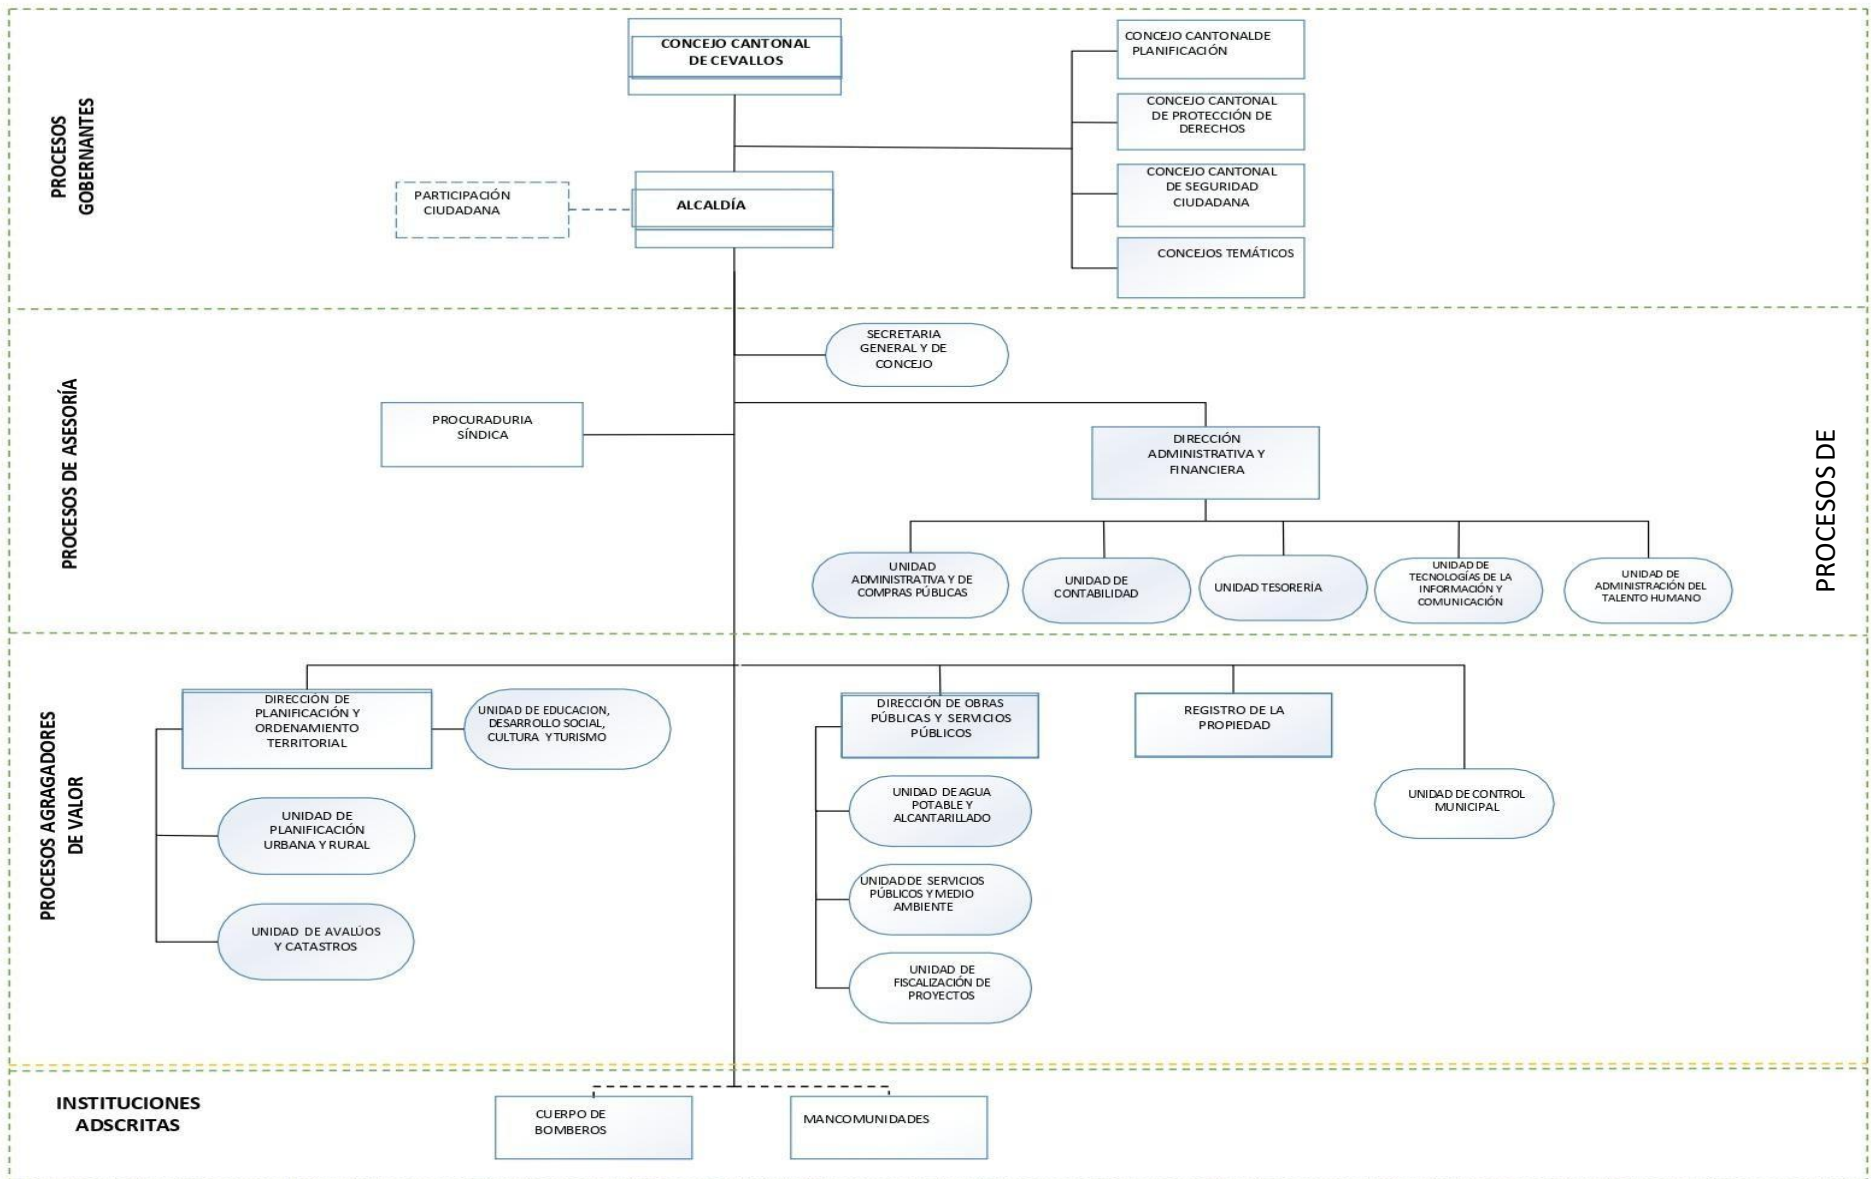 CONCEJO CANTONAL
DE CEVALLOS
CONCEJO CANTONALDE
PLANIFICACIÓN
CONCEJO CANTONAL
DE PROTECCIÓN DE
DERECHOS
CONCEJO CANTONAL
DE SEGURIDAD
CIUDADANA
CONCEJOS TEMÁTICOS
PROCESOS
GOBERNANTES
PARTICIPACIÓN
CIUDADANA
ALCALDÍA
PROCESOS DE ASESORÍA
SECRETARIA
GENERAL Y DE
CONCEJO
PROCURADURIA
SÍNDICA
DIRECCIÓN
ADMINISTRATIVA Y
FINANCIERA
PROCESOS DE
UNIDAD
ADMINISTRATIVA Y DE
COMPRAS PÚBLICAS
UNIDAD DE
CONTABILIDAD
UNIDAD TESORERÍA
UNIDAD DE
TECNOLOGÍAS DE LA
INFORMACIÓN Y
COMUNICACIÓN
UNIDAD DE
ADMINISTRACIÓN DEL
TALENTO HUMANO
PROCESOS AGRAGADORES
DE VALOR
DIRECCIÓN DE
PLANIFICACIÓN Y
ORDENAMIENTO
TERRITORIAL
UNIDAD DE EDUCACION,
DESARROLLO SOCIAL,
CULTURA Y TURISMO
DIRECCIÓN DE OBRAS
PÚBLICAS Y SERVICIOS
PÚBLICOS
REGISTRO DE LA
PROPIEDAD
UNIDAD DE
PLANIFICACIÓN
URBANA Y RURAL
UNIDAD DE AGUA
POTABLE Y
ALCANTARILLADO
UNIDAD DE CONTROL
MUNICIPAL
UNIDAD DE SERVICIOS
PÚBLICOS Y MEDIO
AMBIENTE
UNIDAD DE AVALÚOS
Y CATASTROS
UNIDAD DE
FISCALIZACIÓN DE
PROYECTOS
INSTITUCIONES
ADSCRITAS
CUERPO DE
BOMBEROS
MANCOMUNIDADES